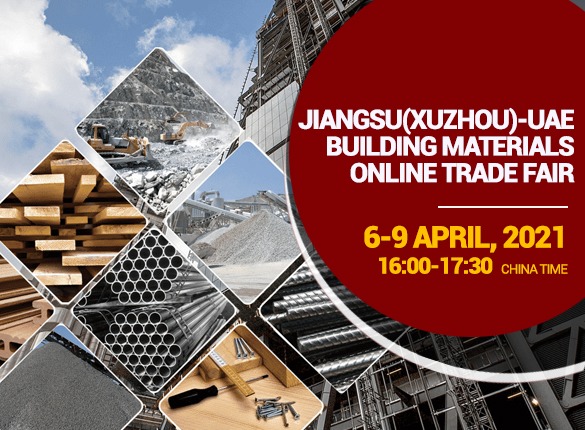 JIANGSU(XUZHOU)-UAE
BUILDING MATERIALS
ONLINE TRADE FAIR
6-9 APRIL, 2021
16:00-17:30 CHINA TIME